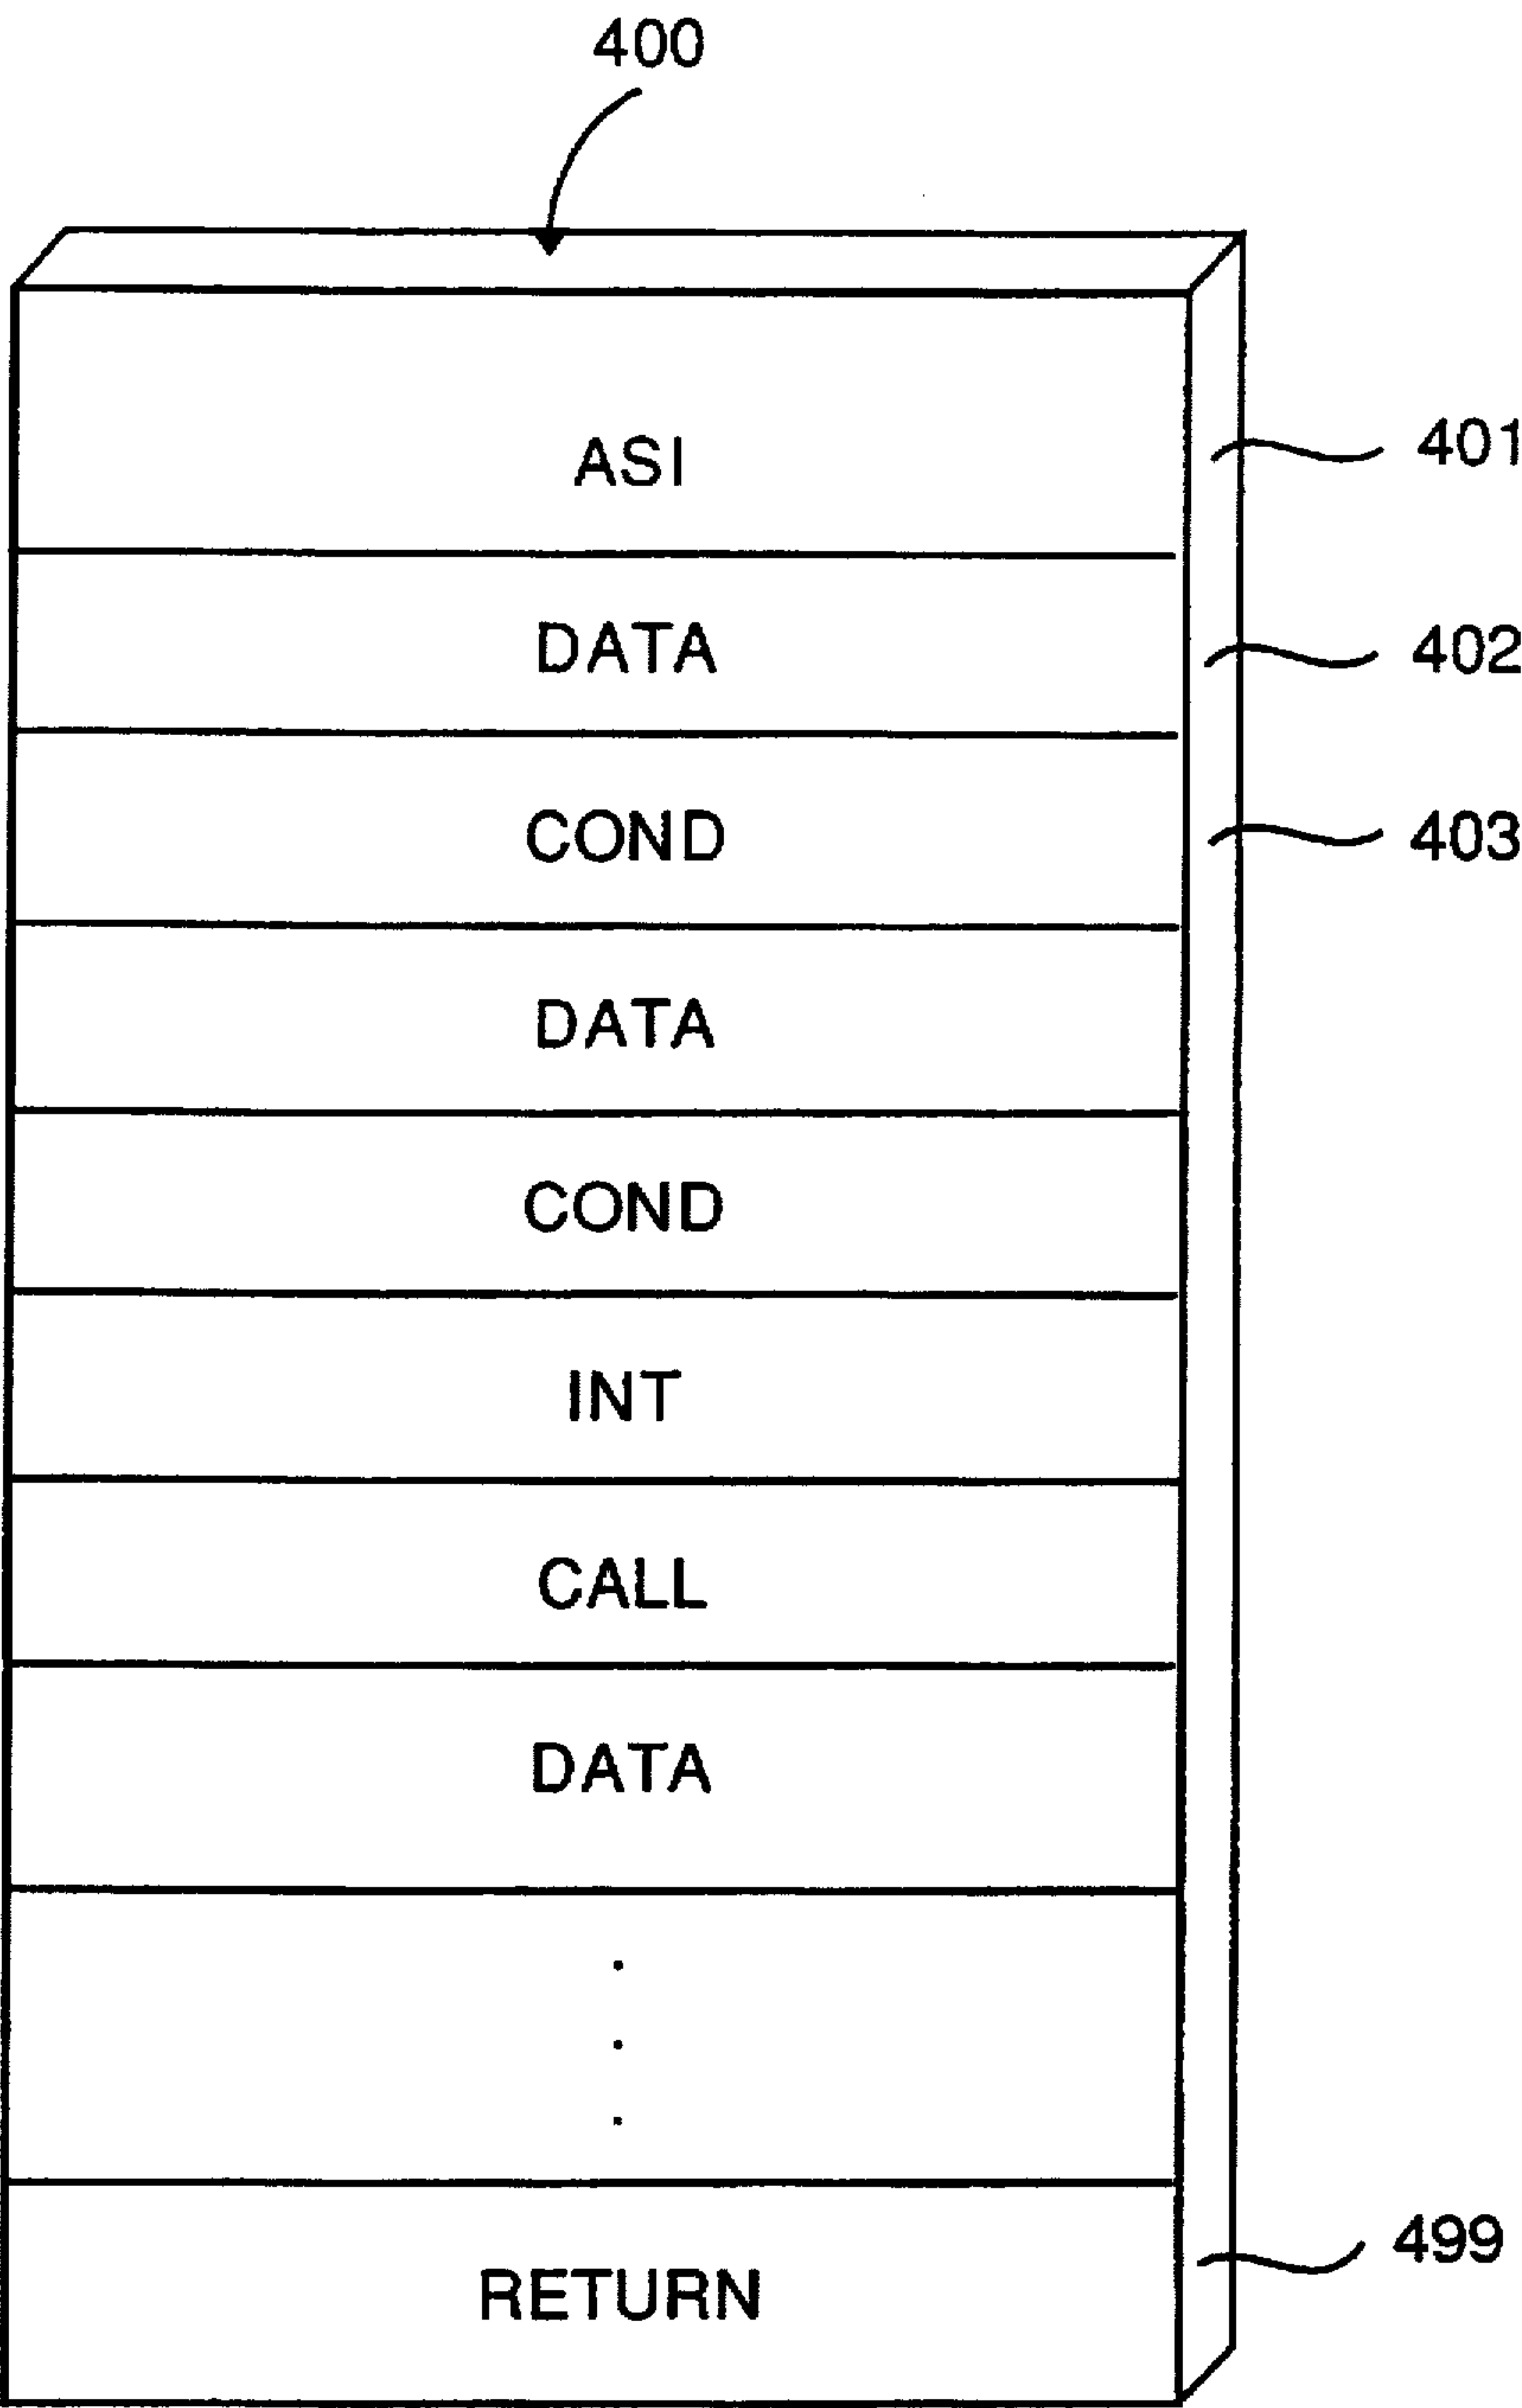 400
ASI 401
DATA 402
COND 403
DATA
COND
INT
CALL
DATA
.
.
.
RETURN 499